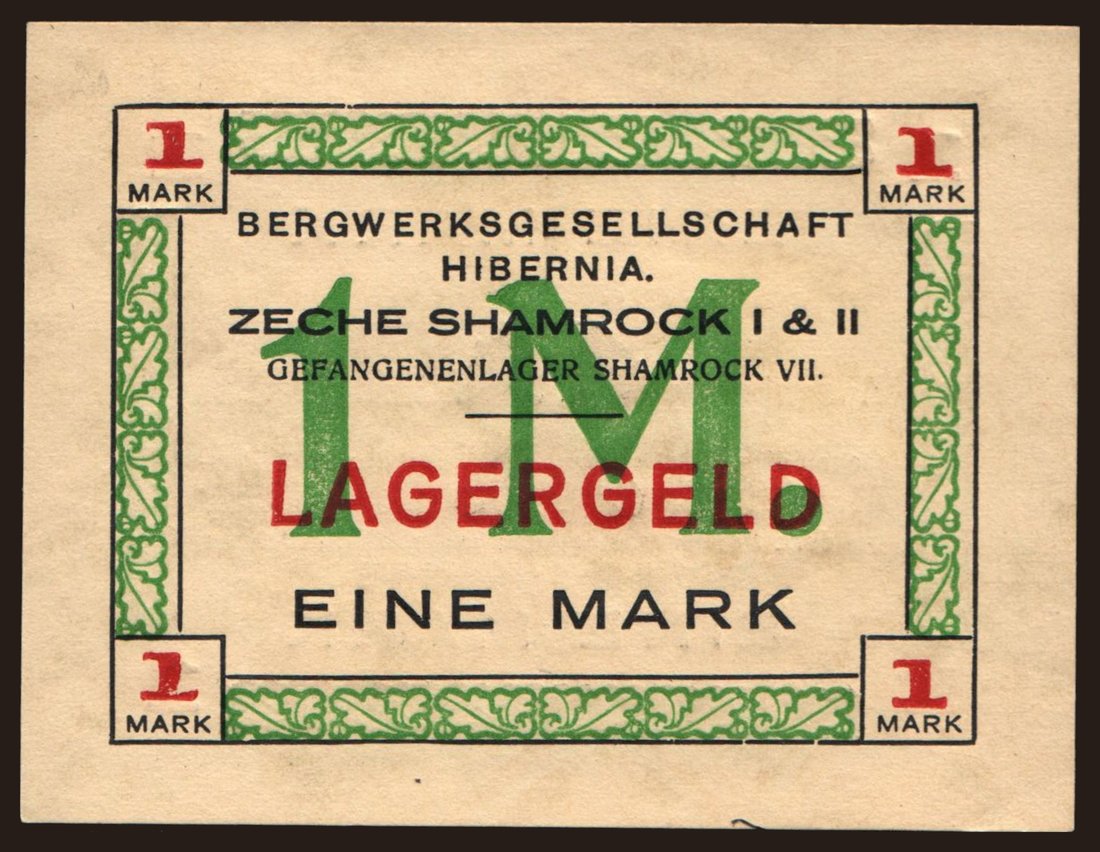 1 1
MARK MARK
BERGWERKSGESELLSCHAFT
HIBERNIA.
ZECHE SHAMROCK I & II
GEFANGENENLAGER SHAMROCK VII.
1 M.
LAGERGELD
EINE MARK
1 1
MARK MARK